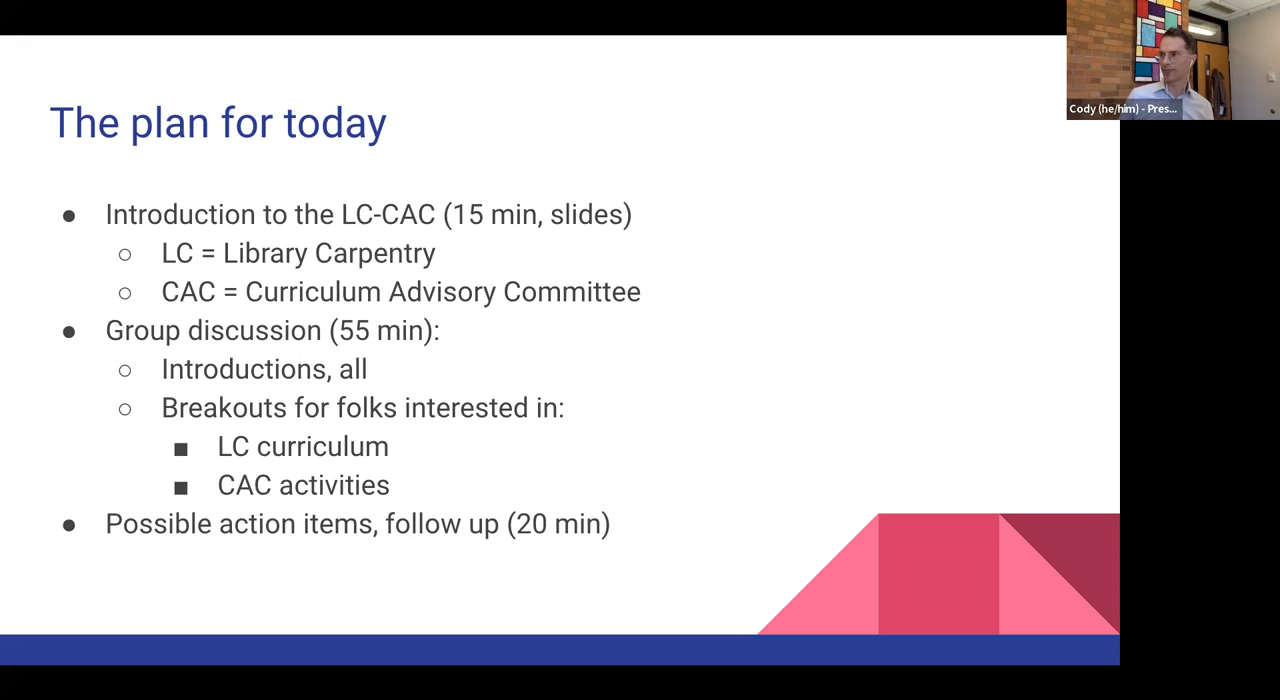 The plan for today
● Introduction to the LC-CAC (15 min, slides)
○ LC = Library Carpentry
○ CAC = Curriculum Advisory Committee
● Group discussion (55 min):
○ Introductions, all
○ Breakouts for folks interested in:
■ LC curriculum
■ CAC activities
● Possible action items, follow up (20 min)
Cody (he/him) - Pres...